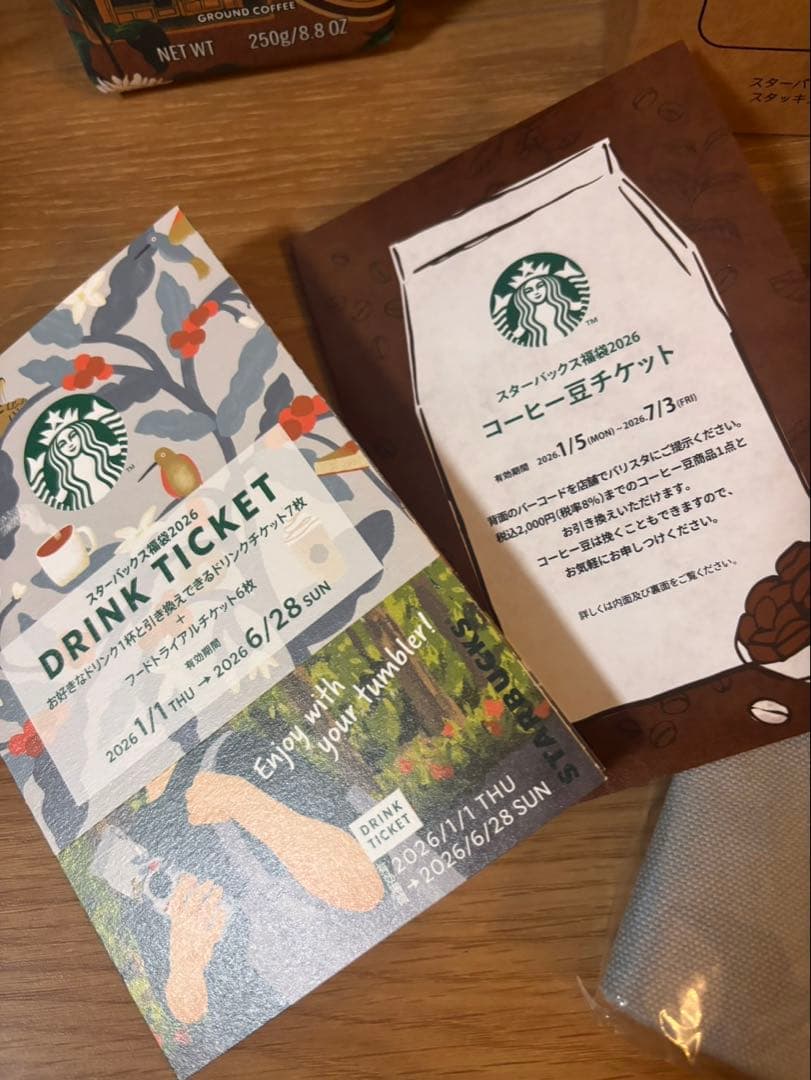 GROUND COFFEE
NET WT 250g/8.8 OZ
スターバ
スタッキ
スターバックス福袋2026
コーヒー豆チケット
有効期間 2026.1/5(MON)～2026.7/3(FRI)
背面のバーコードを店舗でバリスタにご提示ください。
税込2,000円(税率8%)までのコーヒー豆商品1点と
お引き換えいただけます。
コーヒー豆は挽くこともできますので、
お気軽にお申しつけください。
詳しくは内面及び裏面をご覧ください。
スターバックス福袋2026
DRINK TICKET
お好きなドリンク1杯と引き換えできるドリンクチケット7枚
+
フードトライアルチケット6枚
有効期間
2026 1/1 THU → 2026 6/28 SUN
Enjoy with
your tumbler!
STARBUCKS
DRINK
TICKET
有効期間
2026/1/1 THU
→2026/6/28 SUN